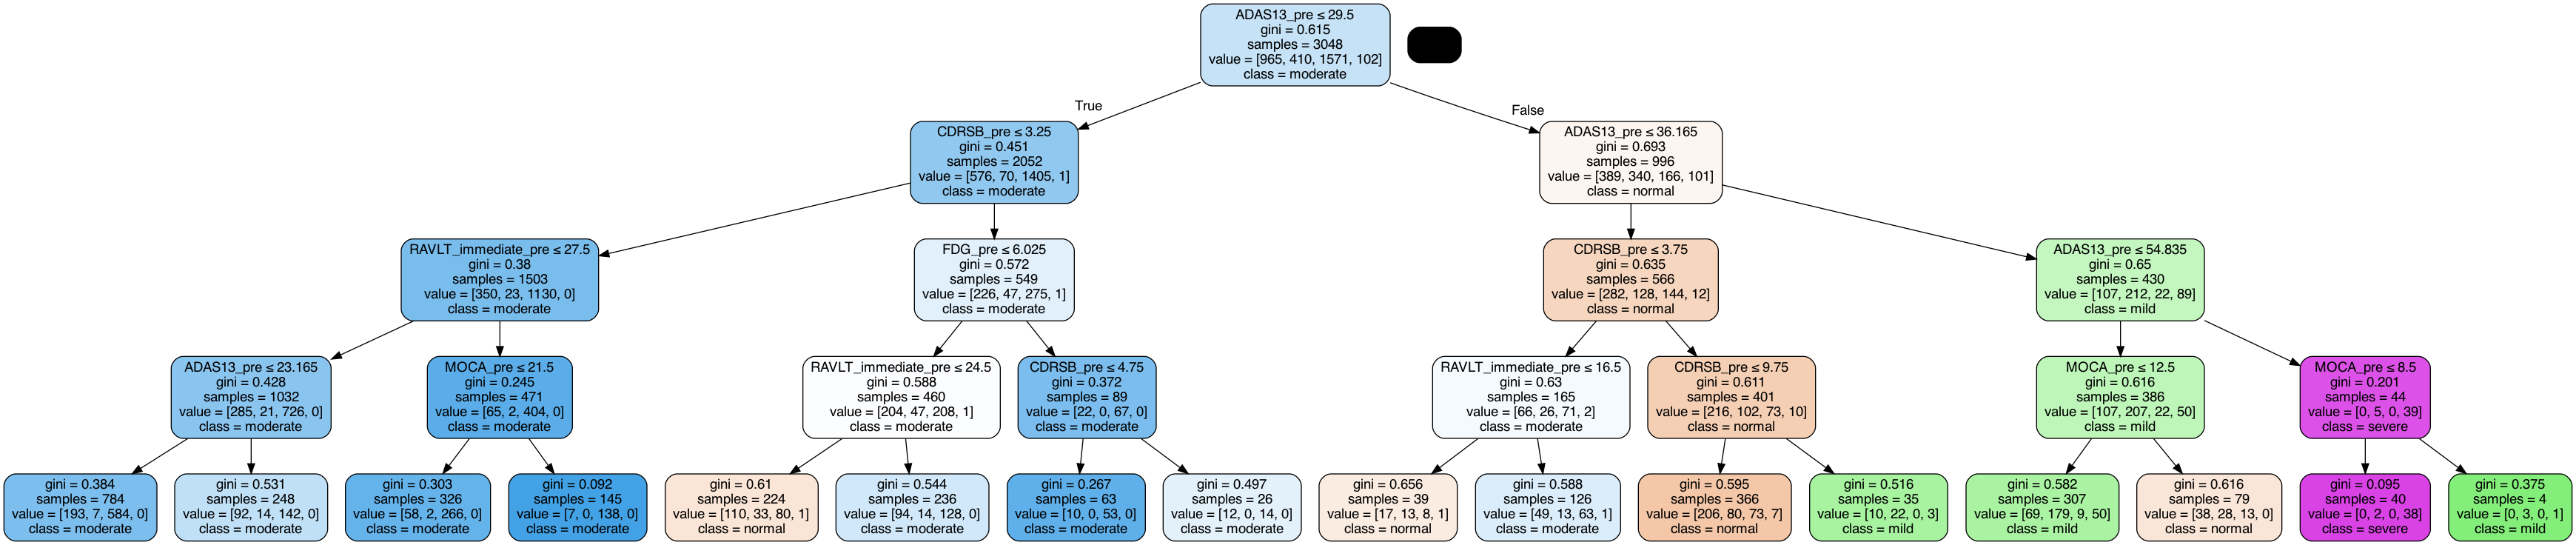 ADAS13_pre ≤ 29.5
gini = 0.615
samples = 3048
value = [965, 410, 1571, 102]
class = moderate
True
False
CDRSB_pre ≤ 3.25
gini = 0.451
samples = 2052
value = [576, 70, 1405, 1]
class = moderate
ADAS13_pre ≤ 36.165
gini = 0.693
samples = 996
value = [389, 340, 166, 101]
class = normal
RAVLT_immediate_pre ≤ 27.5
gini = 0.38
samples = 1503
value = [350, 23, 1130, 0]
class = moderate
FDG_pre ≤ 6.025
gini = 0.572
samples = 549
value = [226, 47, 275, 1]
class = moderate
CDRSB_pre ≤ 3.75
gini = 0.635
samples = 566
value = [282, 128, 144, 12]
class = normal
ADAS13_pre ≤ 54.835
gini = 0.65
samples = 430
value = [107, 212, 22, 89]
class = mild
ADAS13_pre ≤ 23.165
gini = 0.428
samples = 1032
value = [285, 21, 726, 0]
class = moderate
MOCA_pre ≤ 21.5
gini = 0.245
samples = 471
value = [65, 2, 404, 0]
class = moderate
RAVLT_immediate_pre ≤ 24.5
gini = 0.588
samples = 460
value = [204, 47, 208, 1]
class = moderate
CDRSB_pre ≤ 4.75
gini = 0.372
samples = 89
value = [22, 0, 67, 0]
class = moderate
RAVLT_immediate_pre ≤ 16.5
gini = 0.63
samples = 165
value = [66, 26, 71, 2]
class = moderate
CDRSB_pre ≤ 9.75
gini = 0.611
samples = 401
value = [216, 102, 73, 10]
class = normal
MOCA_pre ≤ 12.5
gini = 0.616
samples = 386
value = [107, 207, 22, 50]
class = mild
MOCA_pre ≤ 8.5
gini = 0.201
samples = 44
value = [0, 5, 0, 39]
class = severe
gini = 0.384
samples = 784
value = [193, 7, 584, 0]
class = moderate
gini = 0.531
samples = 248
value = [92, 14, 142, 0]
class = moderate
gini = 0.303
samples = 326
value = [58, 2, 266, 0]
class = moderate
gini = 0.092
samples = 145
value = [7, 0, 138, 0]
class = moderate
gini = 0.61
samples = 224
value = [110, 33, 80, 1]
class = normal
gini = 0.544
samples = 236
value = [94, 14, 128, 0]
class = moderate
gini = 0.267
samples = 63
value = [10, 0, 53, 0]
class = moderate
gini = 0.497
samples = 26
value = [12, 0, 14, 0]
class = moderate
gini = 0.656
samples = 39
value = [17, 13, 8, 1]
class = normal
gini = 0.588
samples = 126
value = [49, 13, 63, 1]
class = moderate
gini = 0.595
samples = 366
value = [206, 80, 73, 7]
class = normal
gini = 0.516
samples = 35
value = [10, 22, 0, 3]
class = mild
gini = 0.582
samples = 307
value = [69, 179, 9, 50]
class = mild
gini = 0.616
samples = 79
value = [38, 28, 13, 0]
class = normal
gini = 0.095
samples = 40
value = [0, 2, 0, 38]
class = severe
gini = 0.375
samples = 4
value = [0, 3, 0, 1]
class = mild